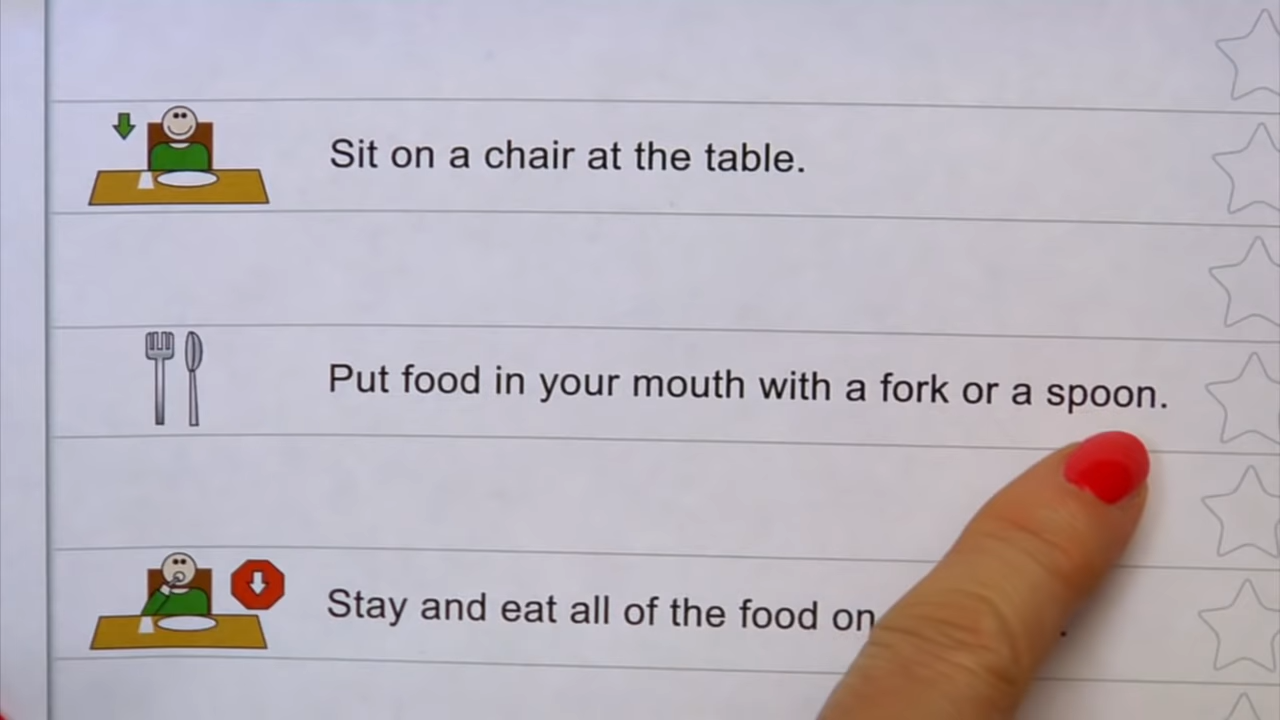 Sit on a chair at the table.
Put food in your mouth with a fork or a spoon.
Stay and eat all of the food on